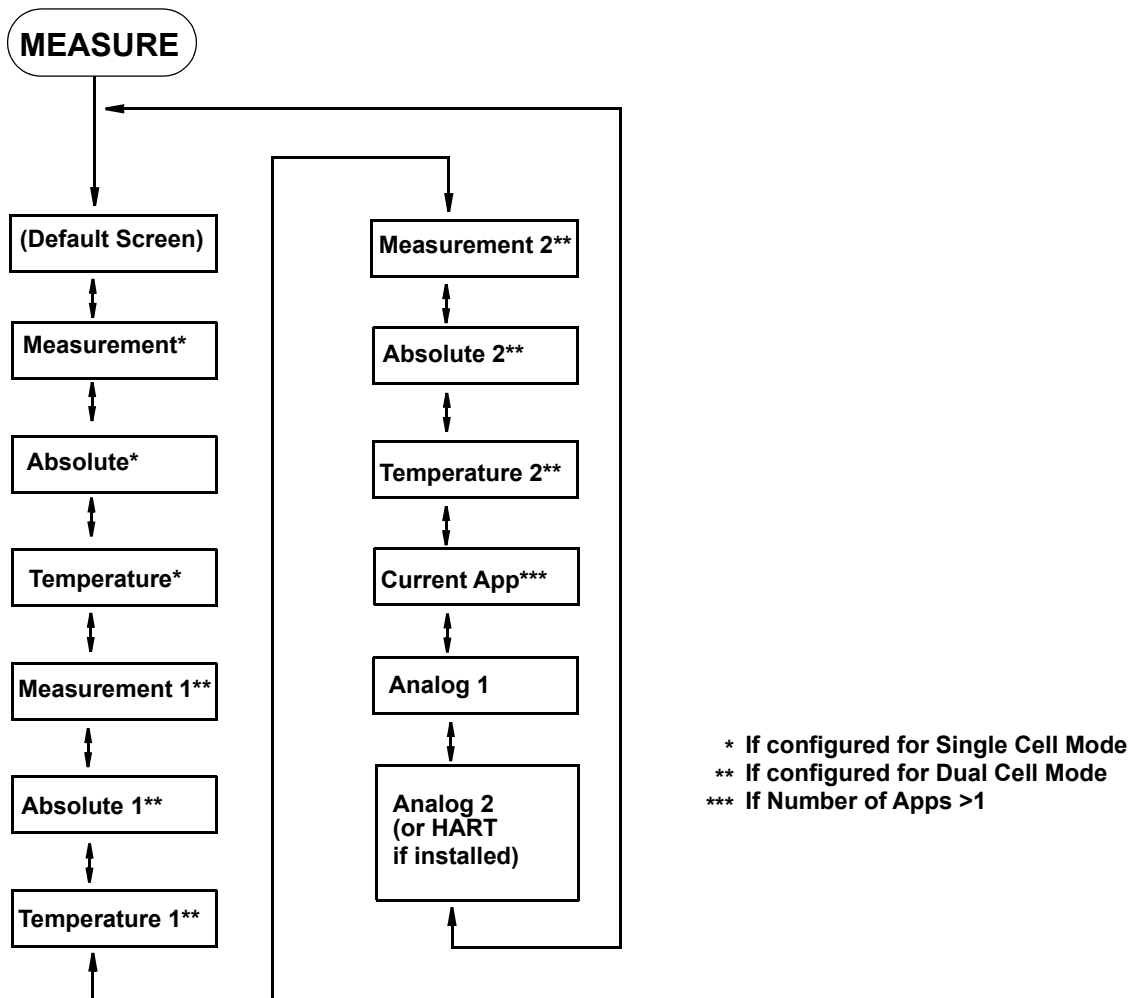 MEASURE
(Default Screen)
Measurement*
Absolute*
Temperature*
Measurement 1**
Absolute 1**
Temperature 1**
Measurement 2**
Absolute 2**
Temperature 2**
Current App***
Analog 1
Analog 2
(or HART
if installed)
* If configured for Single Cell Mode
** If configured for Dual Cell Mode
*** If Number of Apps >1